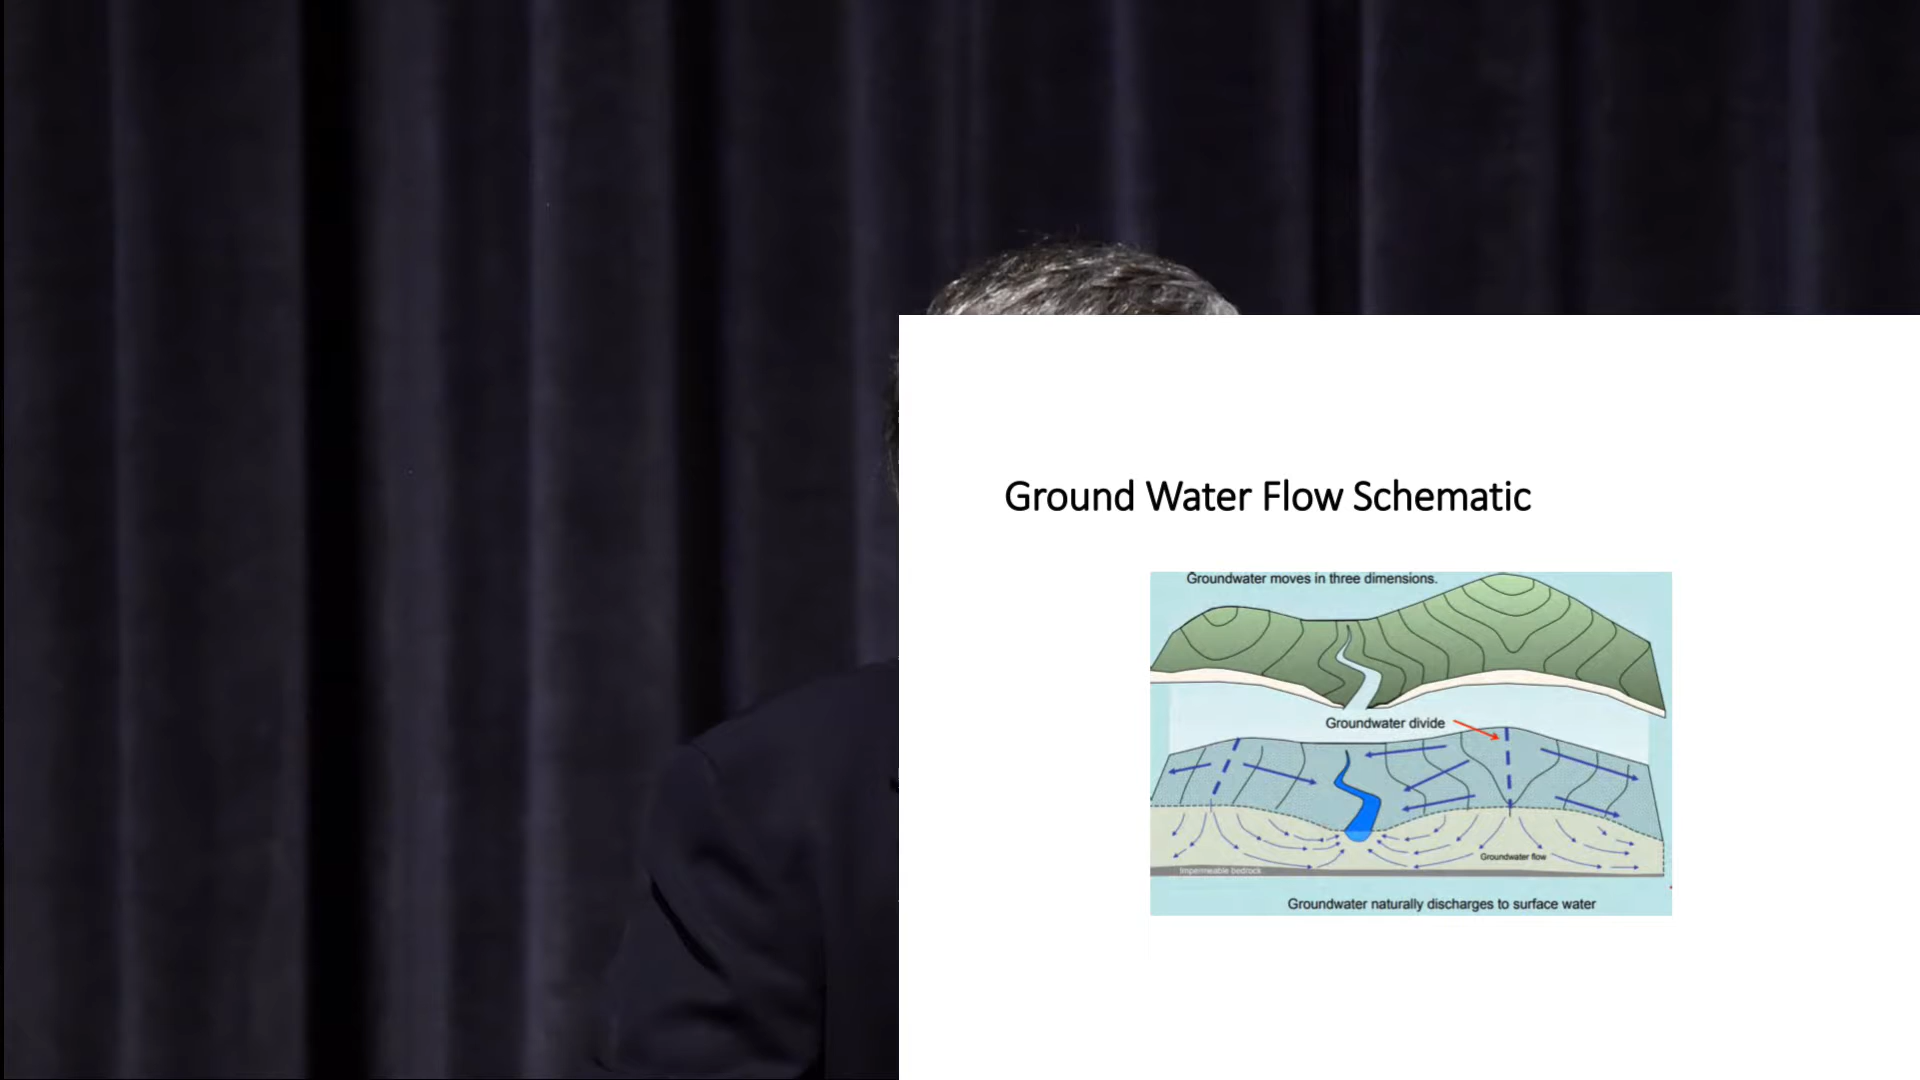 Ground Water Flow Schematic
Groundwater moves in three dimensions.
Groundwater divide
Groundwater flow
Impermeable bedrock
Groundwater naturally discharges to surface water